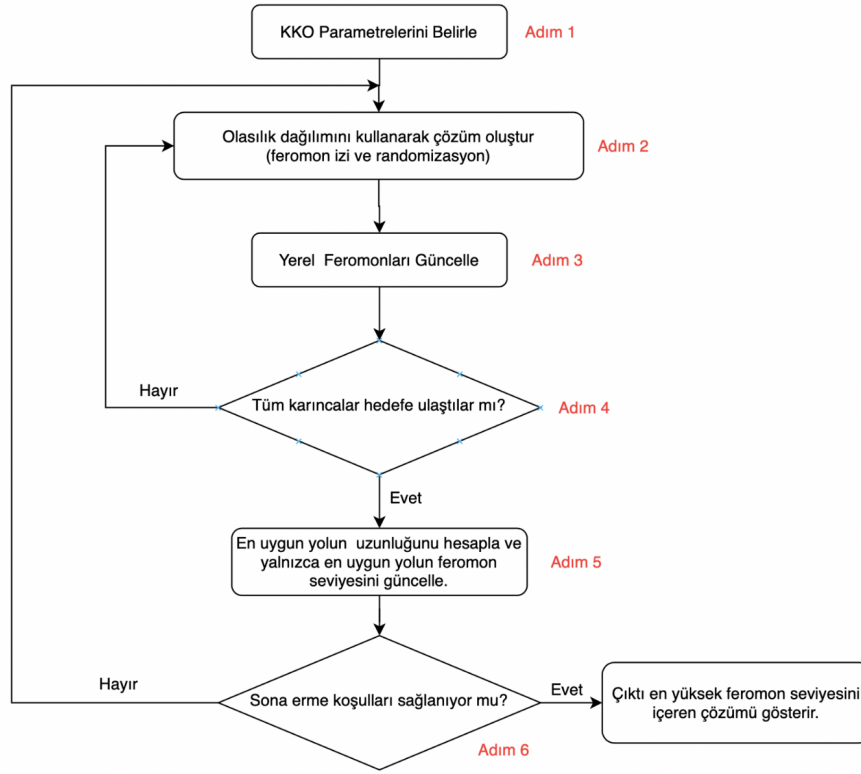 KKO Parametrelerini Belirle
Adım 1
Olasılık dağılımını kullanarak çözüm oluştur
(feromon izi ve randomizasyon)
Adım 2
Yerel  Feromonları Güncelle
Adım 3
Hayır
Tüm karıncalar hedefe ulaştılar mı?
Adım 4
Evet
En uygun yolun  uzunluğunu hesapla ve
yalnızca en uygun yolun feromon
seviyesini güncelle.
Adım 5
Hayır
Sona erme koşulları sağlanıyor mu?
Evet
Çıktı en yüksek feromon seviyesini
içeren çözümü gösterir.
Adım 6